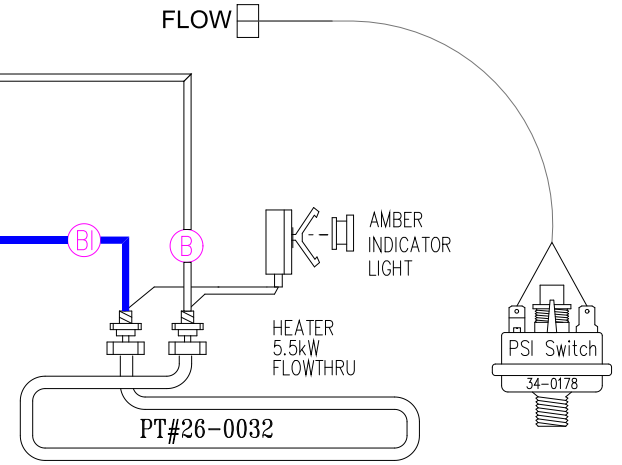 FLOW
BI
B
AMBER
INDICATOR
LIGHT
HEATER
5.5kW
FLOWTHRU
PT#26-0032
PSI Switch
34-0178